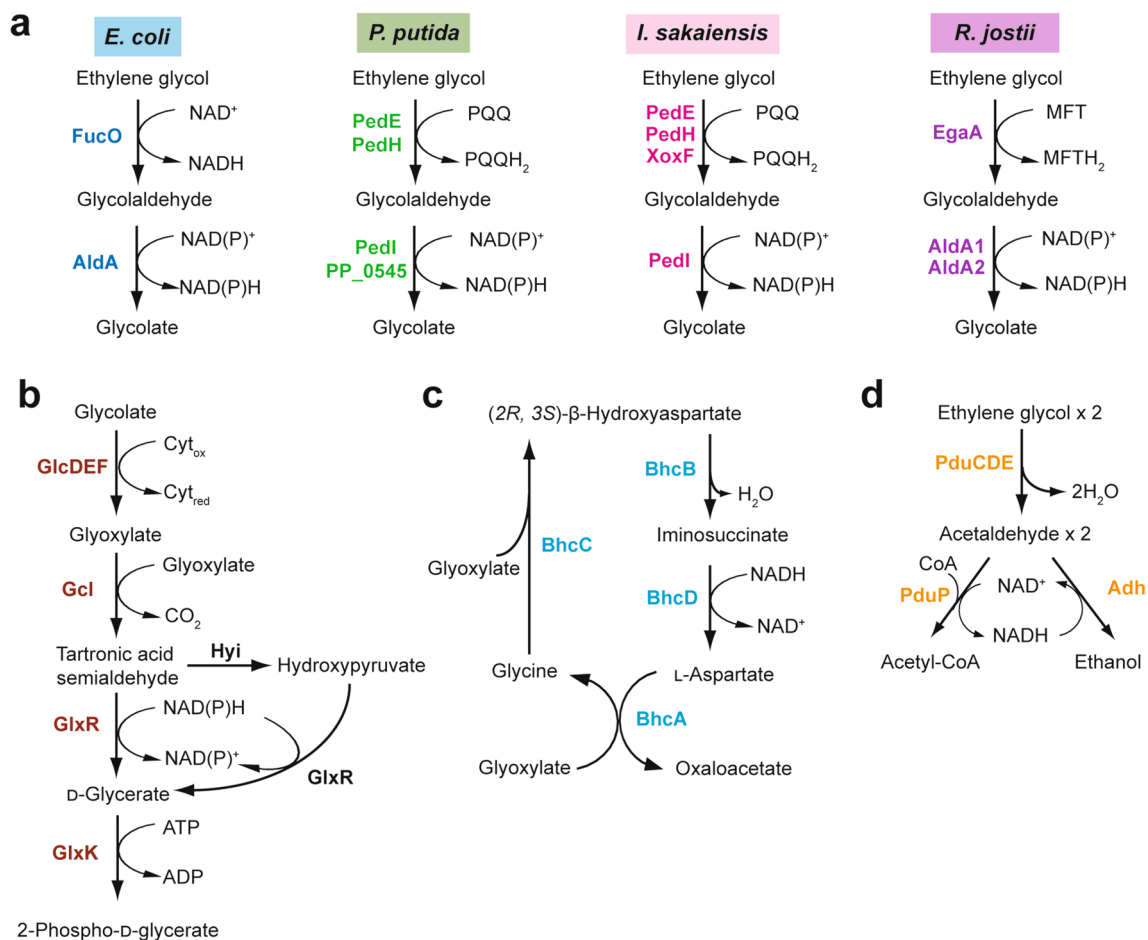 a
E. coli
Ethylene glycol
FucO
NAD⁺
NADH
Glycolaldehyde
AldA
NAD(P)⁺
NAD(P)H
Glycolate
P. putida
Ethylene glycol
PedE
PedH
PQQ
PQQH₂
Glycolaldehyde
PedI
PP_0545
NAD(P)⁺
NAD(P)H
Glycolate
I. sakaiensis
Ethylene glycol
PedE
PedH
XoxF
PQQ
PQQH₂
Glycolaldehyde
PedI
NAD(P)⁺
NAD(P)H
Glycolate
R. jostii
Ethylene glycol
EgaA
MFT
MFTH₂
Glycolaldehyde
AldA1
AldA2
NAD(P)⁺
NAD(P)H
Glycolate
b
Glycolate
GlcDEF
Cytox
Cytred
Glyoxylate
Gcl
Glyoxylate
CO₂
Tartronic acid
semialdehyde
Hyi
Hydroxypyruvate
GlxR
NAD(P)H
NAD(P)⁺
GlxR
D-Glycerate
GlxK
ATP
ADP
2-Phospho-D-glycerate
c
(2R, 3S)-β-Hydroxyaspartate
BhcB
H₂O
Iminosuccinate
BhcC
Glyoxylate
BhcD
NADH
NAD⁺
Glycine
L-Aspartate
BhcA
Glyoxylate
Oxaloacetate
d
Ethylene glycol x 2
PduCDE
2H₂O
Acetaldehyde x 2
CoA
PduP
NAD⁺
NADH
Adh
Acetyl-CoA
Ethanol